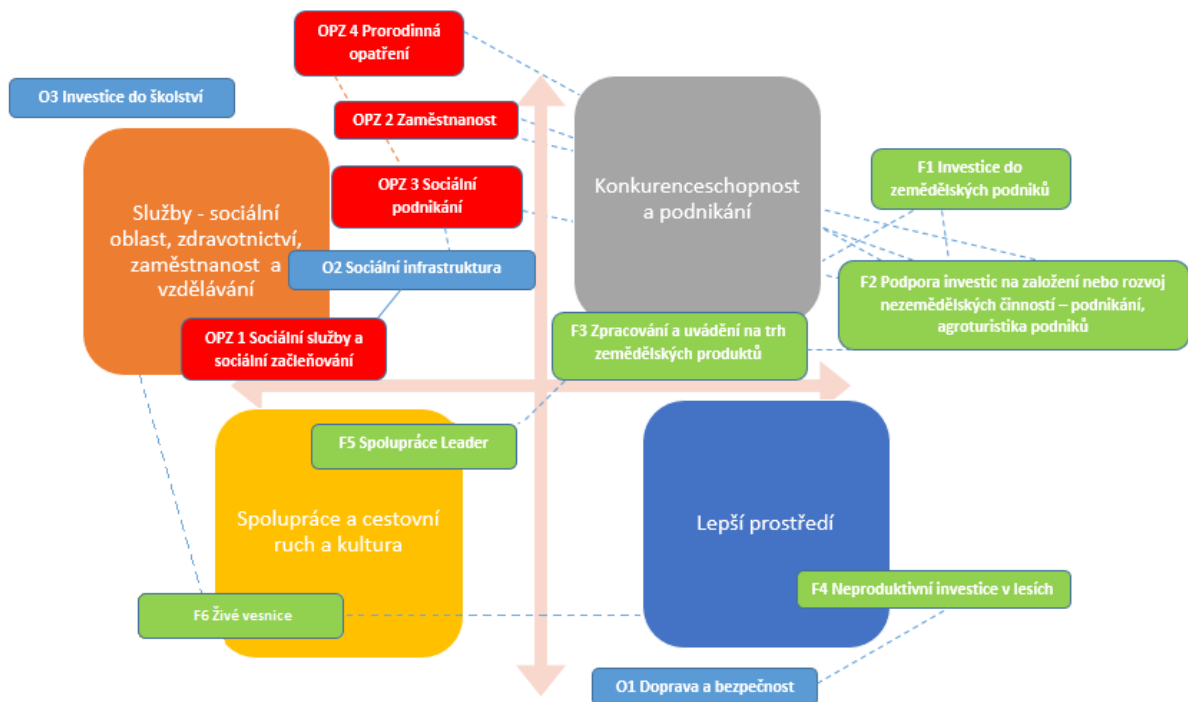 OPZ 4 Prorodinná
opatření
O3 Investice do školství
OPZ 2 Zaměstnanost
OPZ 3 Sociální
podnikání
Služby - sociální
oblast, zdravotnictví,
zaměstnanost a
vzdělávání
O2 Sociální infrastruktura
OPZ 1 Sociální služby a
sociální začleňování
Konkurenceschopnost
a podnikání
F1 Investice do
zemědělských podniků
F2 Podpora investic na založení nebo rozvoj
nezemědělských činností – podnikání,
agroturistika podniků
F3 Zpracování a uvádění na trh
zemědělských produktů
F5 Spolupráce Leader
Spolupráce a cestovní
ruch a kultura
F6 Živé vesnice
Lepší prostředí
F4 Neproduktivní investice v lesích
O1 Doprava a bezpečnost